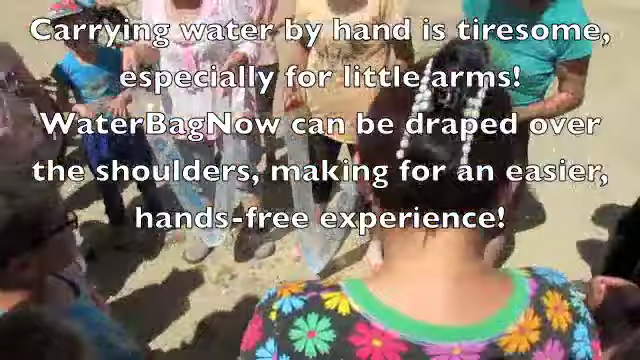 Carrying water by hand is tiresome,
especially for little arms!
WaterBagNow can be draped over
the shoulders, making for an easier,
hands-free experience!